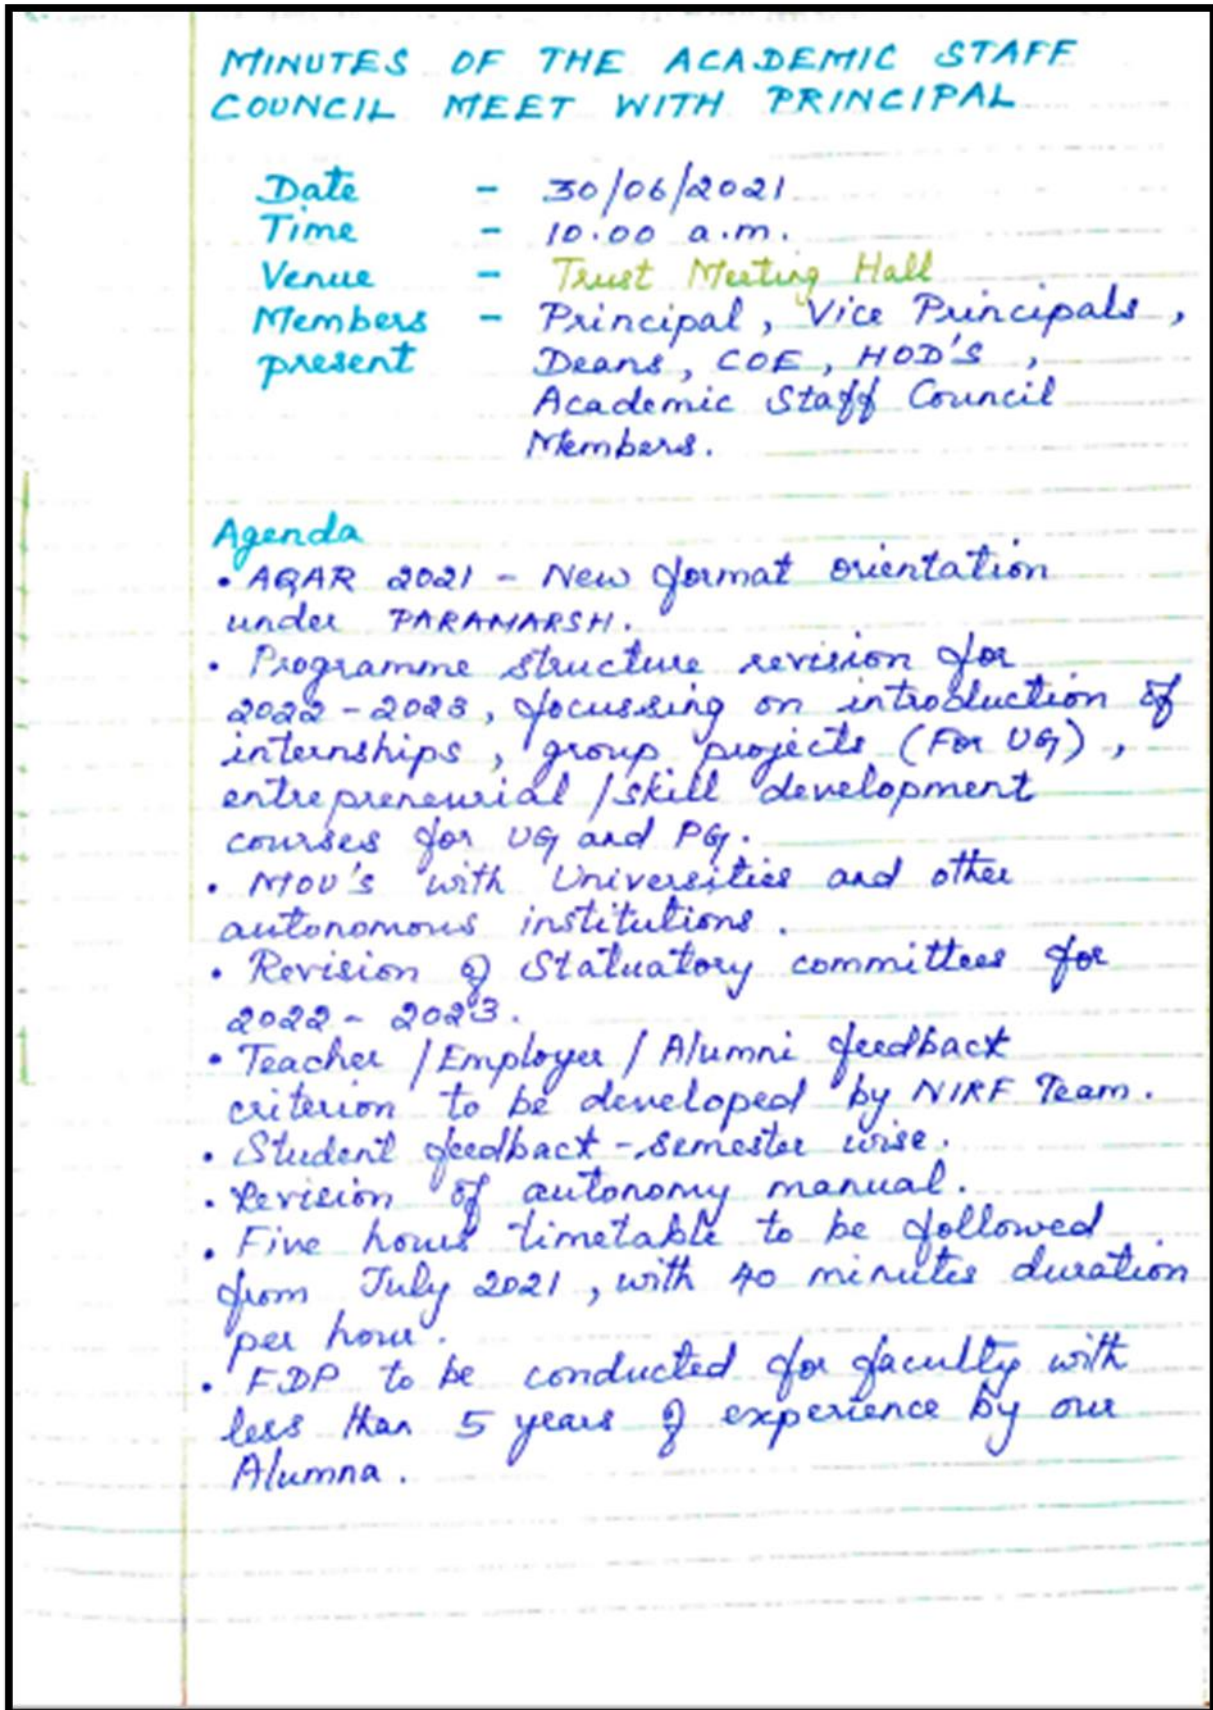 MINUTES OF THE ACADEMIC STAFF
COUNCIL MEET WITH PRINCIPAL
Date - 30/06/2021
Time - 10.00 a.m.
Venue - Trust Meeting Hall
Members - Principal, Vice Principals,
present Deans, COE, HOD'S,
Academic Staff Council
Members.
Agenda
• AQAR 2021 - New format orientation
under PARAMARSH.
• Programme structure revision for
2022-2023, focussing on introduction of
internships, group projects (For UG),
entrepreneurial/skill development
courses for UG and PG.
• MOU's with Universities and other
autonomous institutions.
• Revision of Statuatory committees for
2022-2023.
• Teacher/Employer/Alumni feedback
criterion to be developed by NIRF Team.
• Student feedback - semester wise.
• Revision of autonomy manual.
• Five hours timetable to be followed
from July 2021, with 40 minutes duration
per hour.
• FDP to be conducted for faculty with
less than 5 years of experience by our
Alumna.